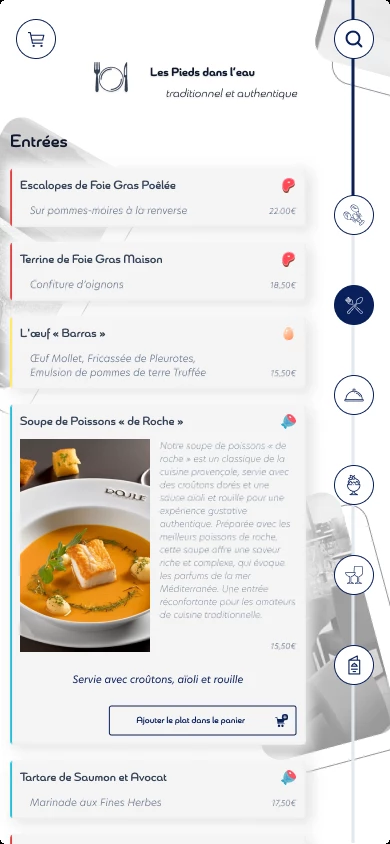 Les Pieds dans l'eau
traditionnel et authentique
Entrées
Escalopes de Foie Gras Poêlée
Sur pommes-moires à la renverse
22.00€
Terrine de Foie Gras Maison
Confiture d'oignons
18,50€
L'œuf « Barras »
Œuf Mollet, Fricassée de Pleurotes,
Emulsion de pommes de terre Truffée
15,50€
Soupe de Poissons « de Roche »
Notre soupe de poissons « de
roche » est un classique de la
cuisine provençale, servie avec
des croûtons dorés et une
sauce aïoli et rouille pour une
expérience gustative
authentique. Préparée avec les
meilleurs poissons de roche,
cette soupe offre une saveur
riche et complexe, qui évoque
les parfums de la mer
Méditerranée. Une entrée
réconfortante pour les amateurs
de cuisine traditionnelle.
15,50€
Servie avec croûtons, aïoli et rouille
Ajouter le plat dans le panier
Tartare de Saumon et Avocat
Marinade aux Fines Herbes
17,50€